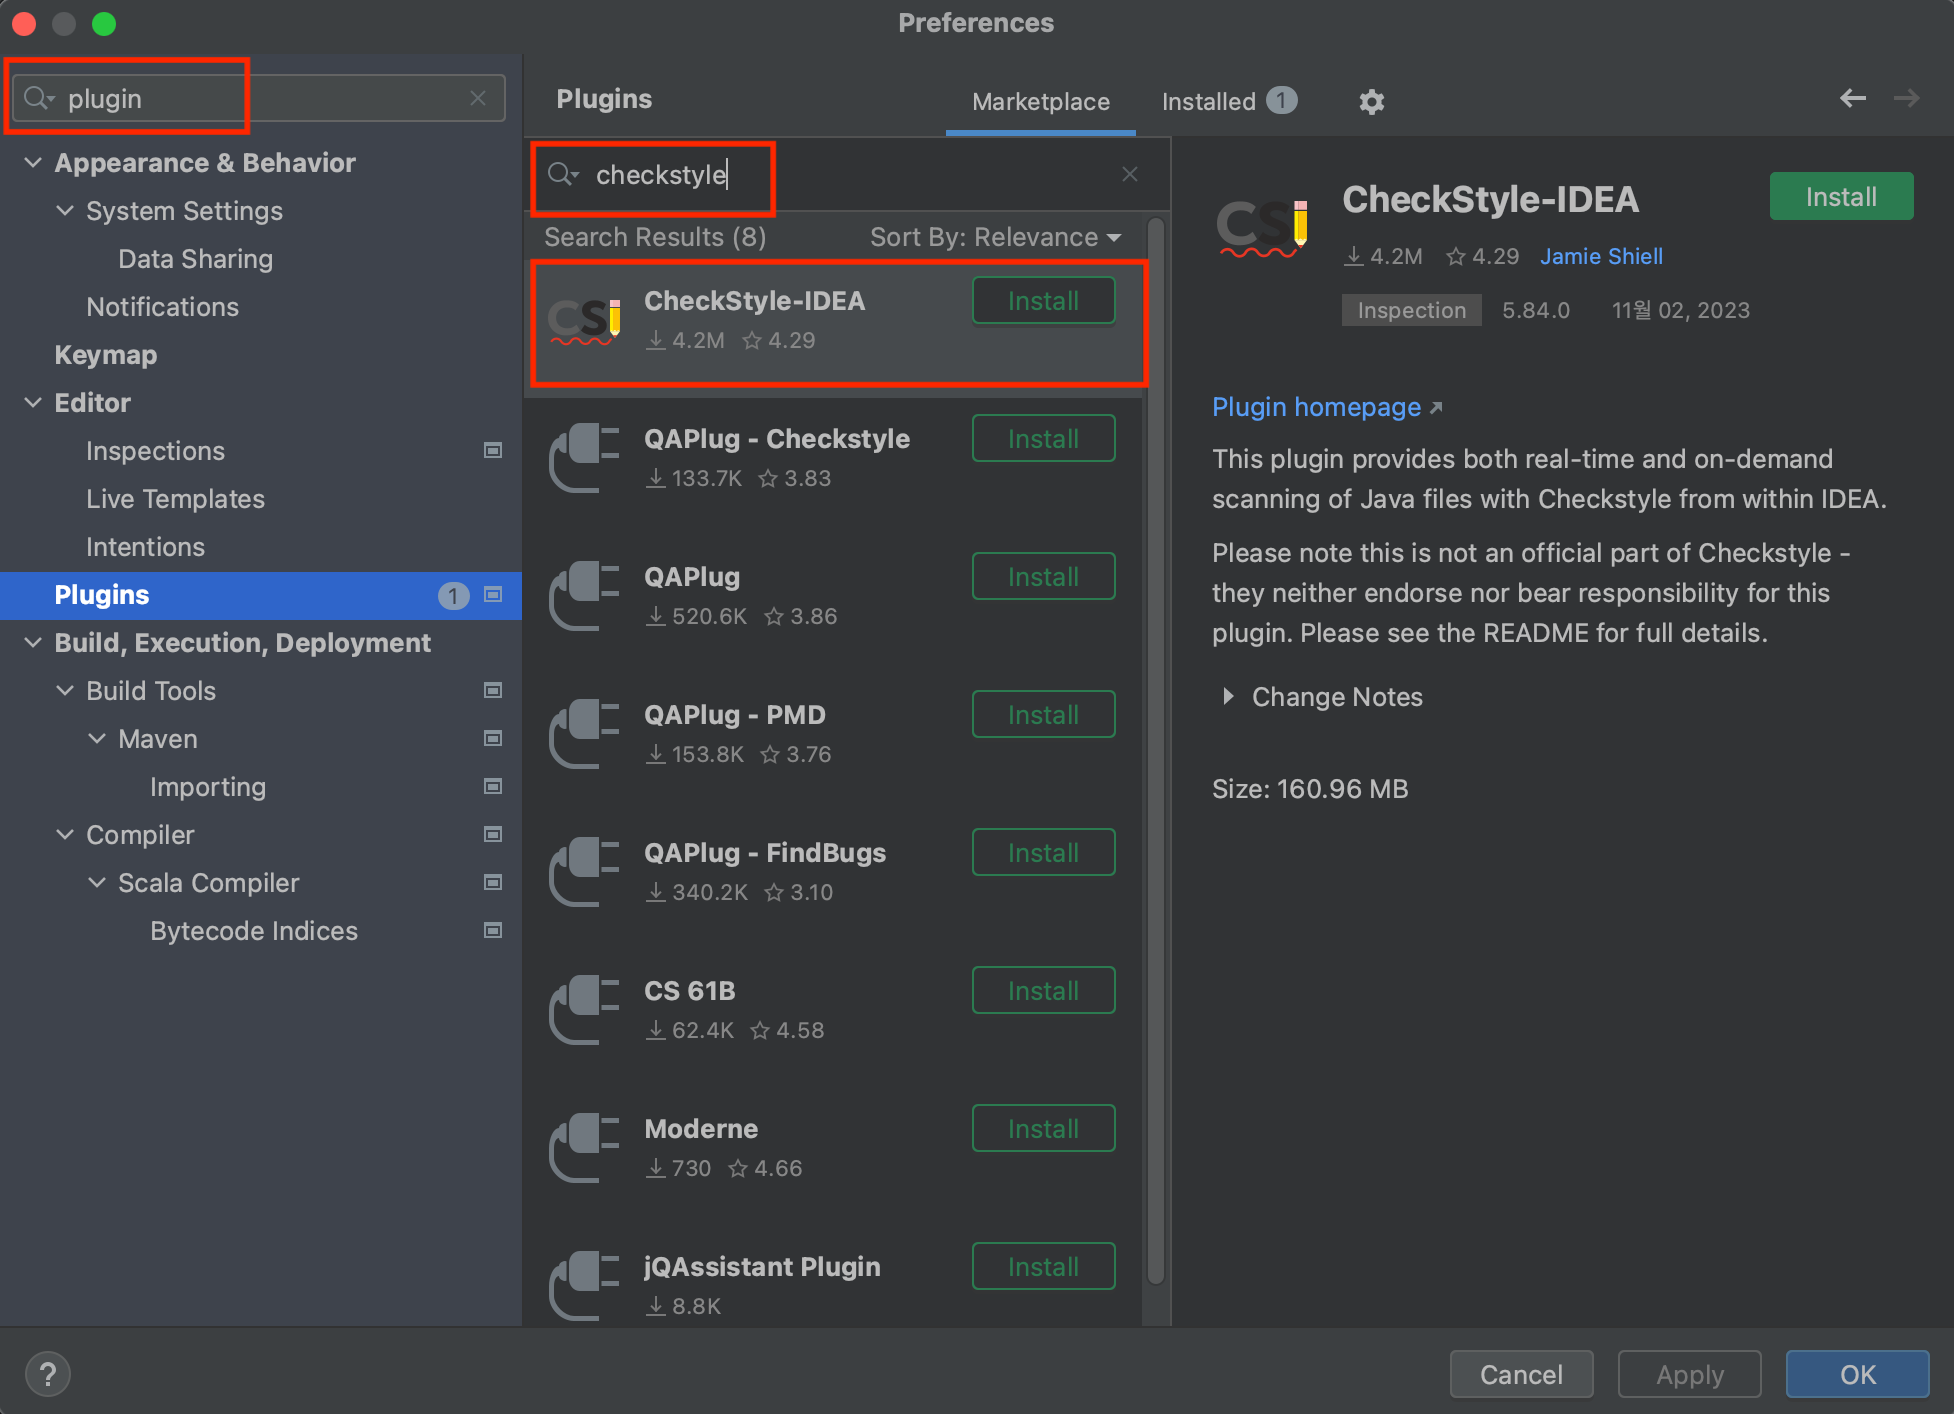 Preferences
plugin
Appearance & Behavior
System Settings
Data Sharing
Notifications
Keymap
Editor
Inspections
Live Templates
Intentions
Plugins 1
Build, Execution, Deployment
Build Tools
Maven
Importing
Compiler
Scala Compiler
Bytecode Indices
Plugins Marketplace Installed 1
checkstyle
Search Results (8) Sort By: Relevance
CS
CheckStyle-IDEA Install
4.2M 4.29
QAPlug - Checkstyle Install
133.7K 3.83
QAPlug Install
520.6K 3.86
QAPlug - PMD Install
153.8K 3.76
QAPlug - FindBugs Install
340.2K 3.10
CS 61B Install
62.4K 4.58
Moderne Install
730 4.66
jQAssistant Plugin Install
8.8K
CS
CheckStyle-IDEA Install
4.2M 4.29 Jamie Shiell
Inspection 5.84.0 11월 02, 2023
Plugin homepage
This plugin provides both real-time and on-demand
scanning of Java files with Checkstyle from within IDEA.
Please note this is not an official part of Checkstyle -
they neither endorse nor bear responsibility for this
plugin. Please see the README for full details.
Change Notes
Size: 160.96 MB
?
Cancel Apply OK